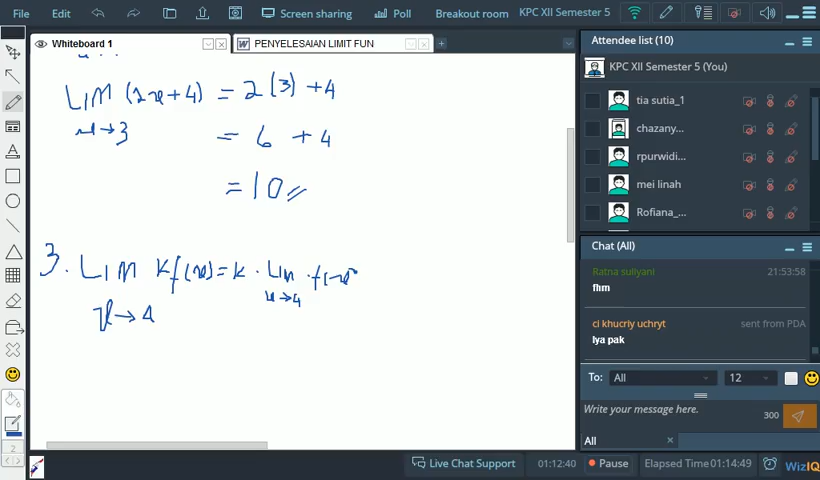 File Edit Screen sharing Poll Breakout room KPC XII Semester 5
Whiteboard 1 PENYELESAIAN LIMIT FUN
LIM (2x+4) = 2(3) +4
x→3
= 6 + 4
= 10
3. LIM kf(x) = k . LIM . f(x)
x→4 x→4
Attendee list (10)
KPC XII Semester 5 (You)
tia sutia_1
chazany...
rpurwidi...
mei linah
Rofiana_...
Chat (All)
Ratna suliyani 21:53:58
fhm
ci khucriy uchryt sent from PDA
Iya pak
To: All 12
Write your message here. 300
All x
2
Live Chat Support 01:12:40 Pause Elapsed Time 01:14:49 WizIQ